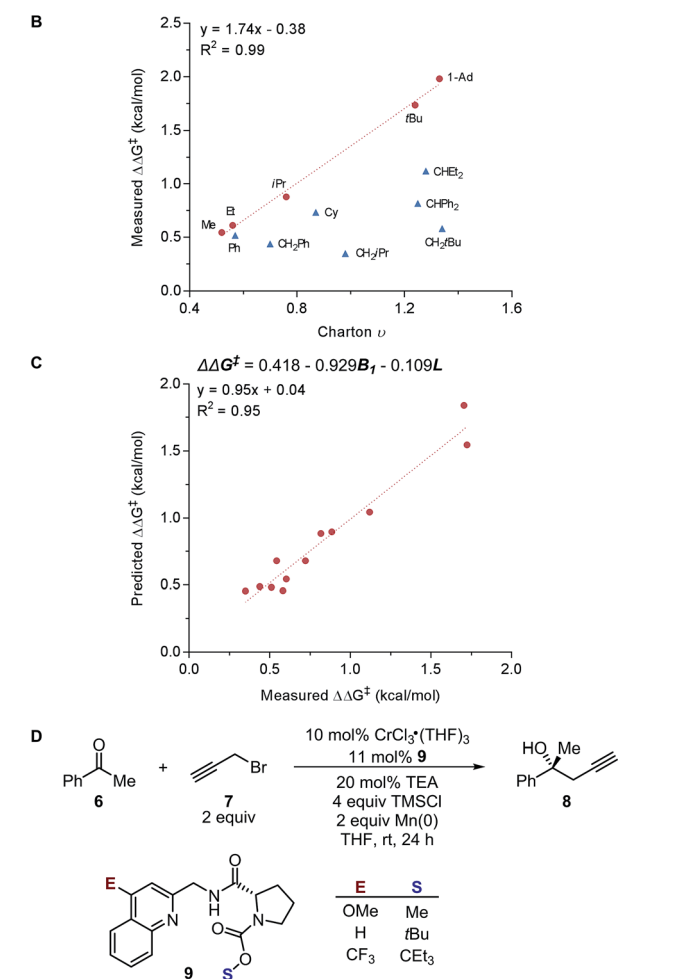 B
y = 1.74x - 0.38
R² = 0.99
Measured ΔΔG‡ (kcal/mol)
2.5
2.0
1.5
1.0
0.5
0.0
1-Ad
tBu
CHEt₂
iPr
CHPh₂
Cy
Et
Me
Ph
CH₂Ph
CH₂tBu
CH₂iPr
0.4
0.8
1.2
1.6
Charton υ
C
ΔΔG‡ = 0.418 - 0.929B₁ - 0.109L
y = 0.95x + 0.04
R² = 0.95
Predicted ΔΔG‡ (kcal/mol)
2.0
1.5
1.0
0.5
0.0
0.0
0.5
1.0
1.5
2.0
Measured ΔΔG‡ (kcal/mol)
D
O
Ph
Me
6
+
Br
7
2 equiv
10 mol% CrCl₃•(THF)₃
11 mol% 9
20 mol% TEA
4 equiv TMSCl
2 equiv Mn(0)
THF, rt, 24 h
HO
Me
Ph
8
E
N
N
H
O
N
O
O
S
9
E S
OMe Me
H tBu
CF₃ CEt₃